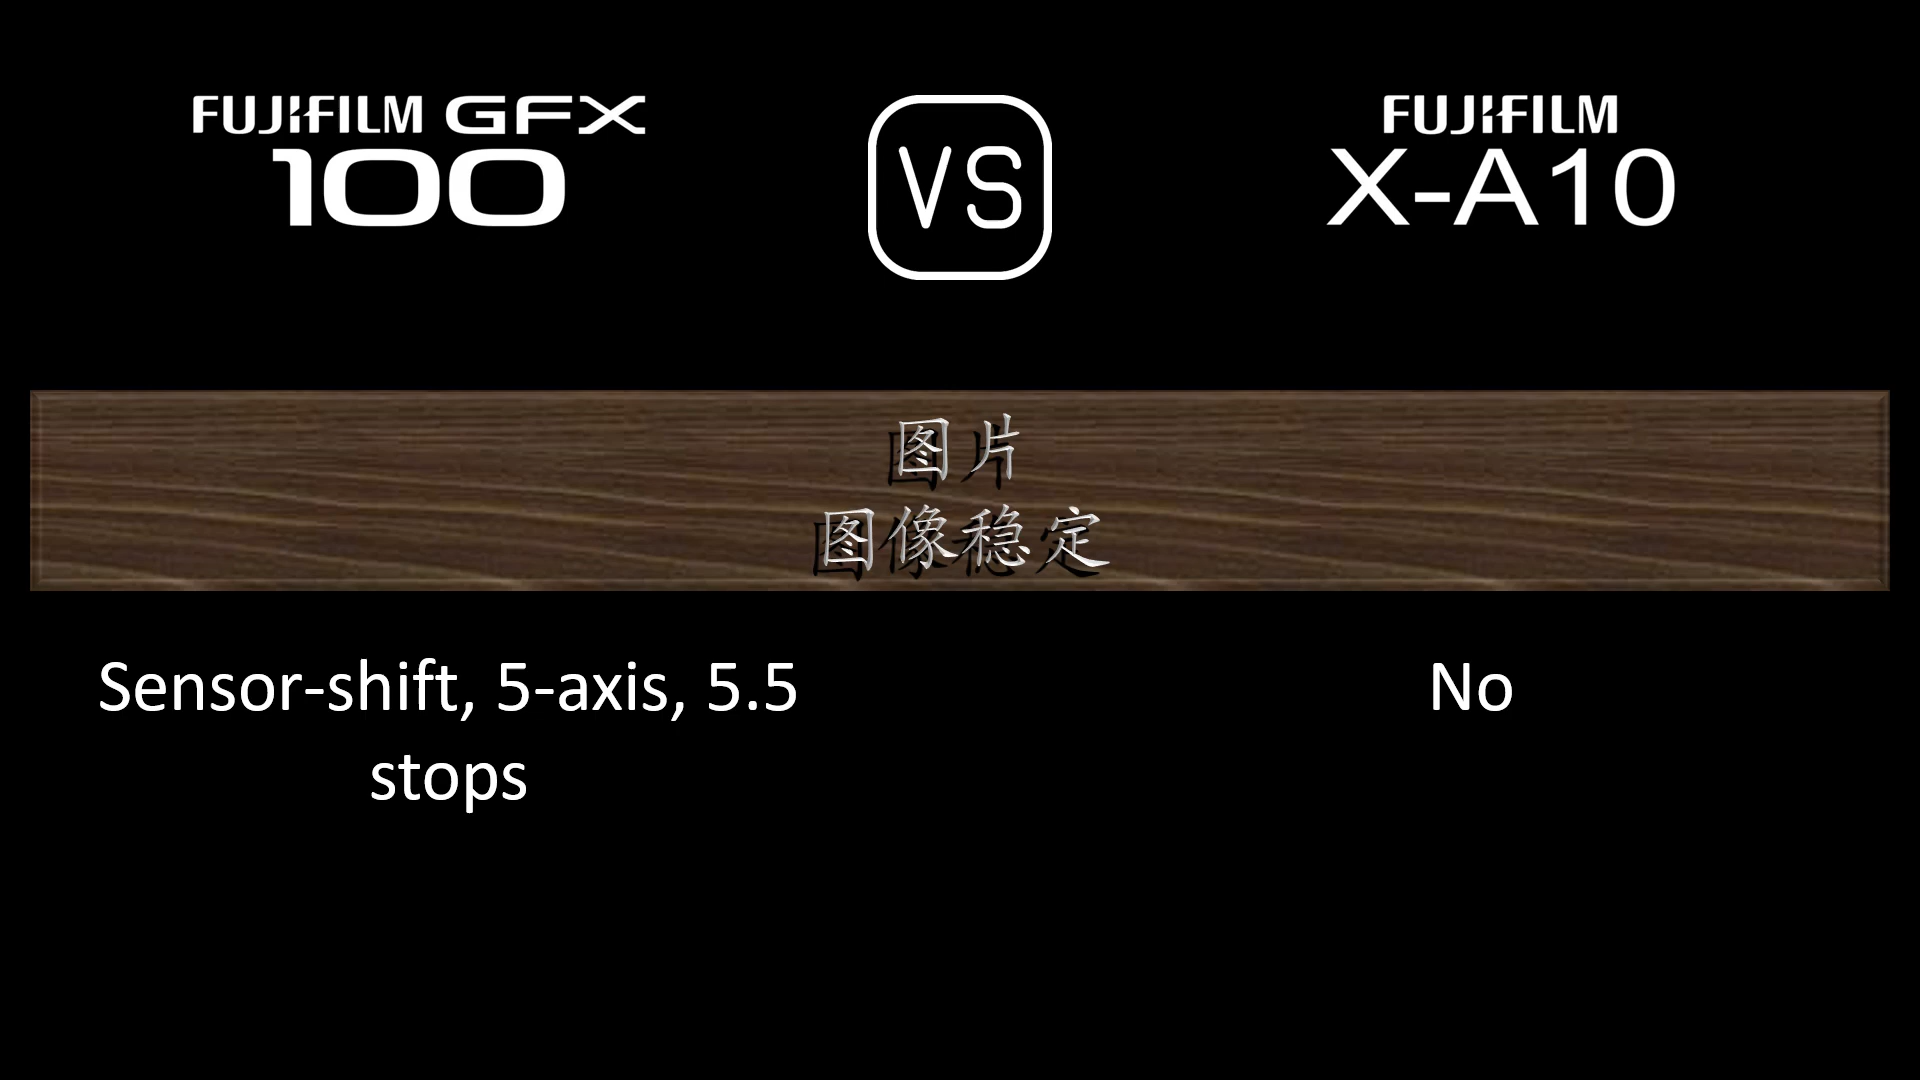 FUJIFILM GFX
100
VS
FUJIFILM
X-A10
图片
图像稳定
Sensor-shift, 5-axis, 5.5
stops
No